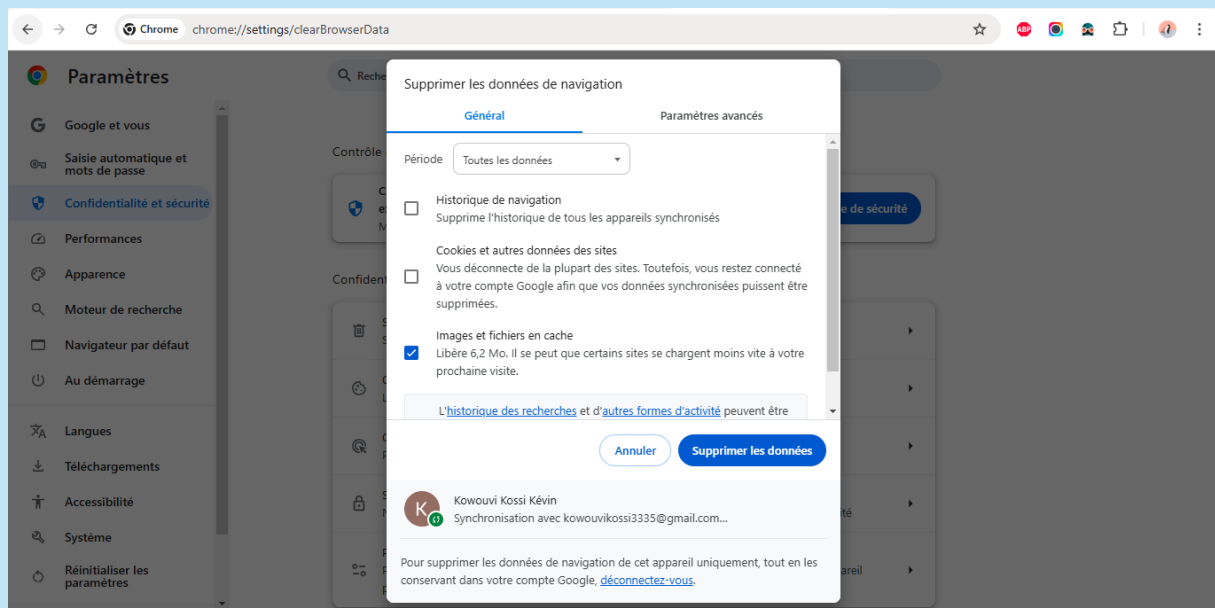 Chrome
chrome://settings/clearBrowserData
ABP
Paramètres
Reche
Google et vous
Saisie automatique et
mots de passe
Confidentialité et sécurité
Performances
Apparence
Moteur de recherche
Navigateur par défaut
Au démarrage
Langues
Téléchargements
Accessibilité
Système
Réinitialiser les
paramètres
Contrôle
e de sécurité
Confident
Supprimer les données de navigation
Général
Paramètres avancés
Période
Toutes les données
Historique de navigation
Supprime l'historique de tous les appareils synchronisés
Cookies et autres données des sites
Vous déconnecte de la plupart des sites. Toutefois, vous restez connecté
à votre compte Google afin que vos données synchronisées puissent être
supprimées.
Images et fichiers en cache
Libère 6,2 Mo. Il se peut que certains sites se chargent moins vite à votre
prochaine visite.
L'historique des recherches et d'autres formes d'activité peuvent être
Annuler
Supprimer les données
K
Kowouvi Kossi Kévin
Synchronisation avec kowouvikossi3335@gmail.com...
Pour supprimer les données de navigation de cet appareil uniquement, tout en les
conservant dans votre compte Google, déconnectez-vous.
ité
areil